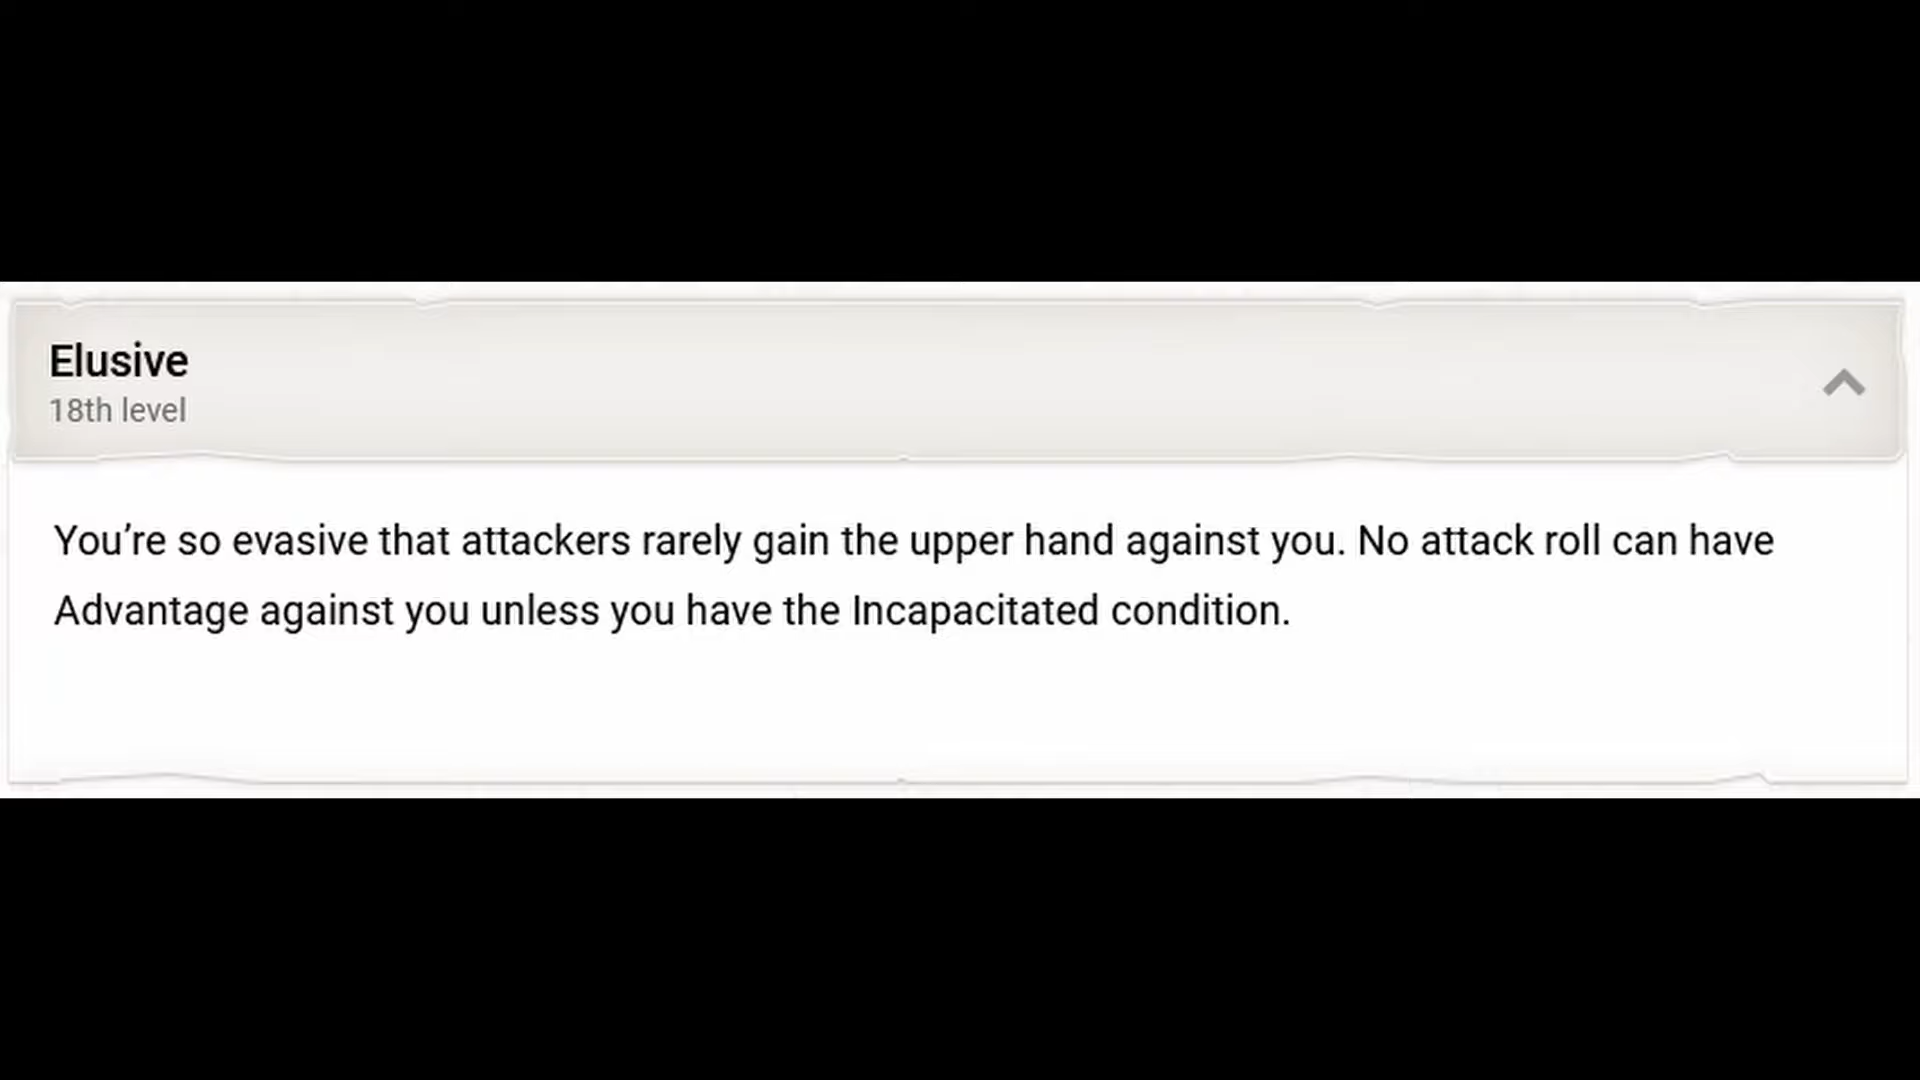 Elusive
18th level
You’re so evasive that attackers rarely gain the upper hand against you. No attack roll can have
Advantage against you unless you have the Incapacitated condition.